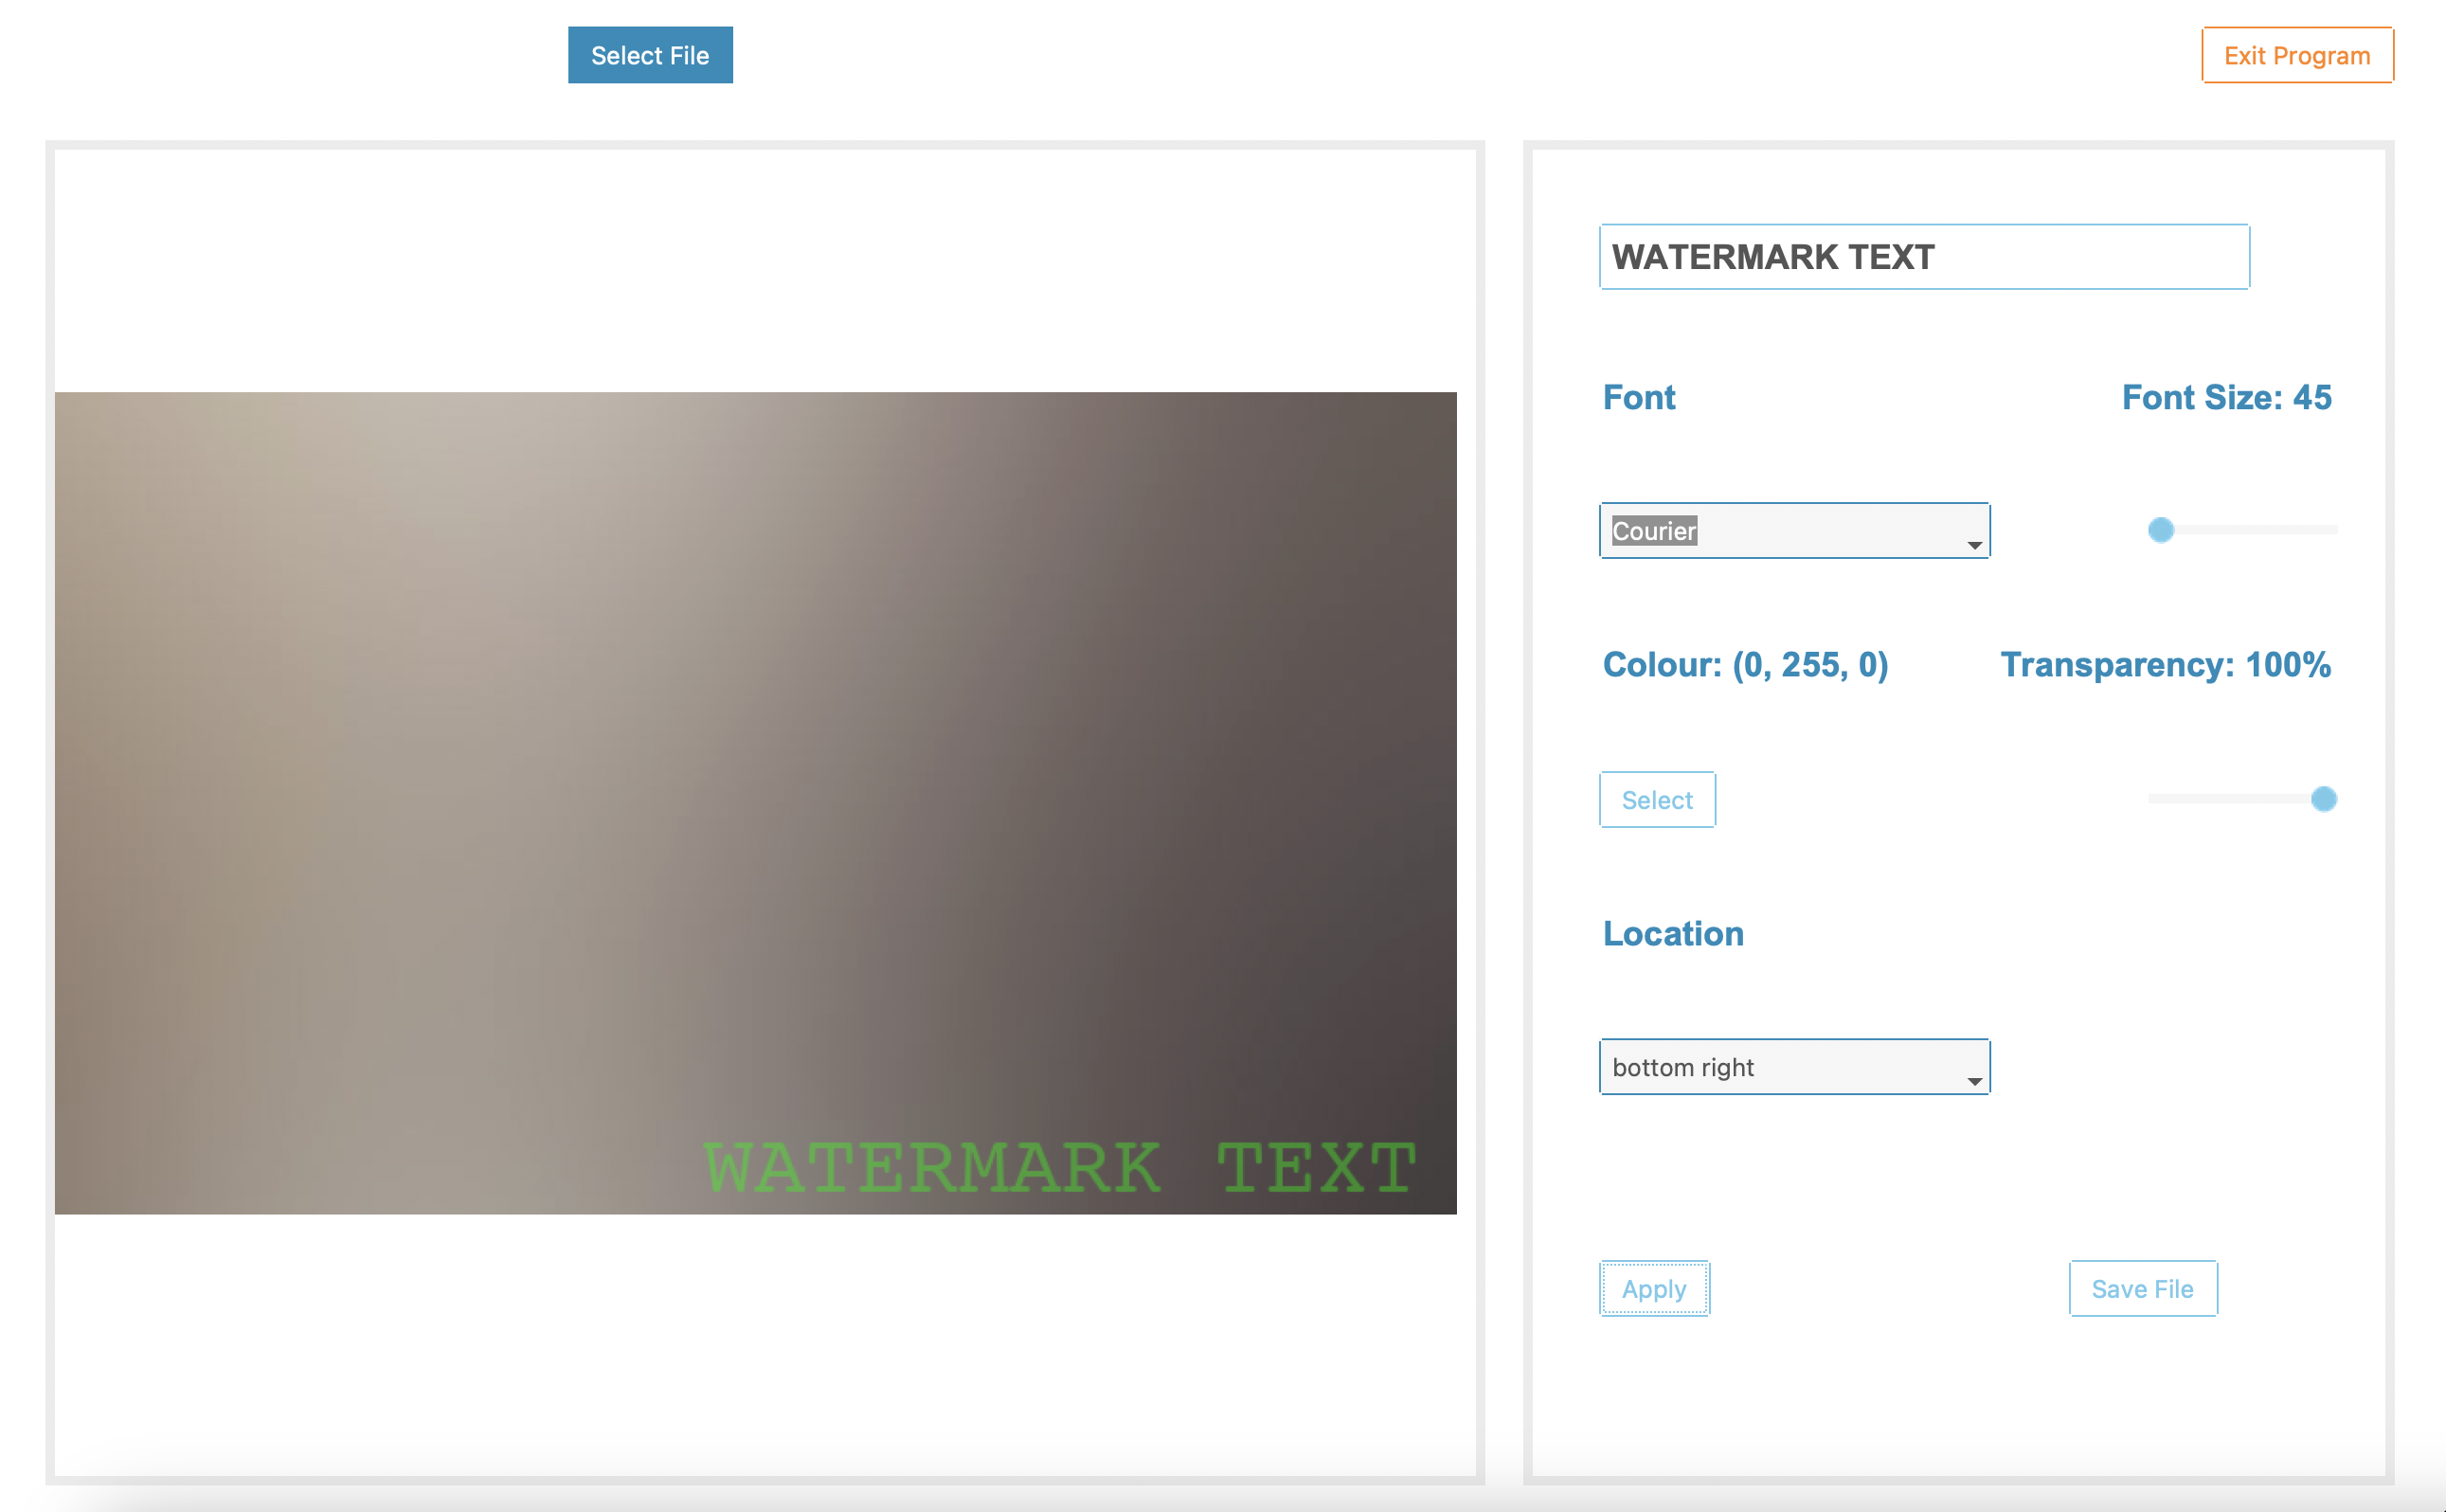 Select File
Exit Program
WATERMARK TEXT
Font
Font Size: 45
Courier
Colour: (0, 255, 0)
Transparency: 100%
Select
Location
bottom right
WATERMARK TEXT
Apply
Save File